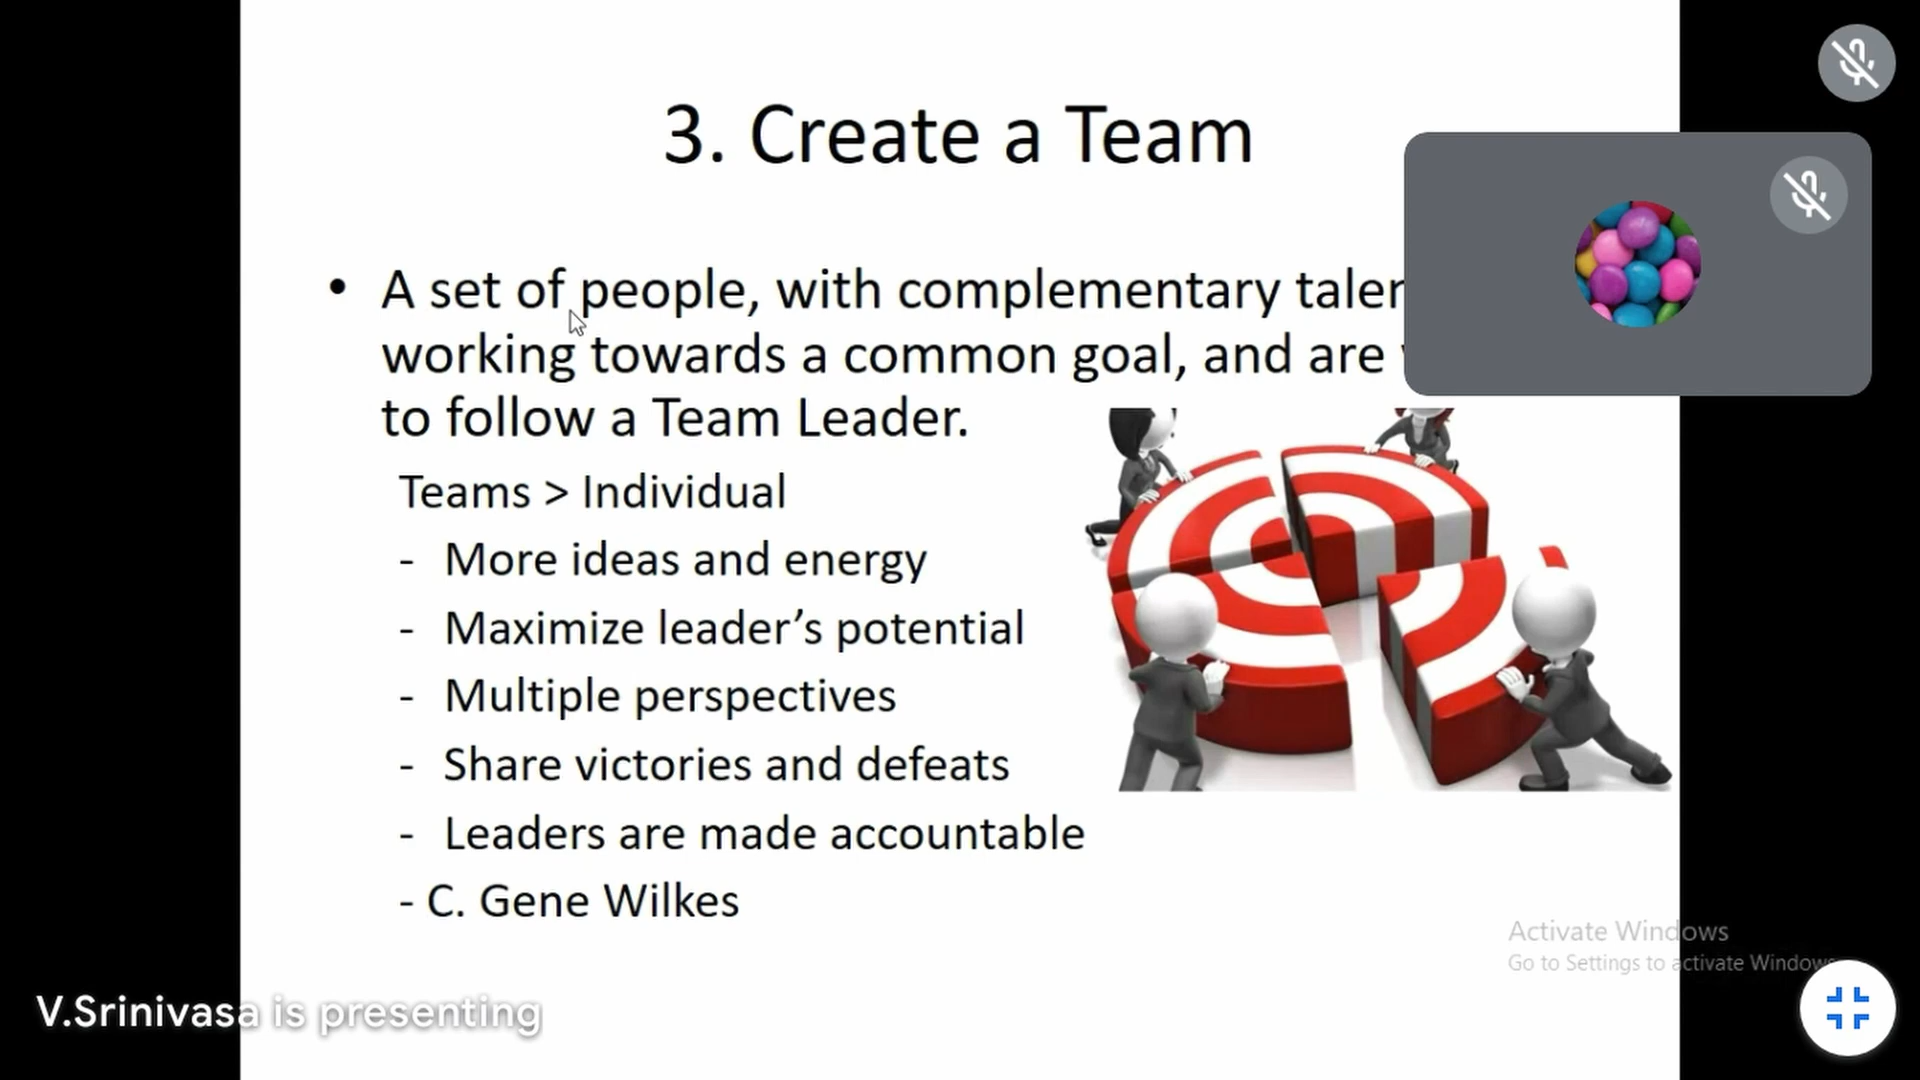 3. Create a Team
• A set of people, with complementary
working towards a common goal, and are
to follow a Team Leader.
Teams > Individual
- More ideas and energy
- Maximize leader’s potential
- Multiple perspectives
- Share victories and defeats
- Leaders are made accountable
- C. Gene Wilkes
Activate Windows
Go to Settings to activate Windows
V.Srinivasa is presenting